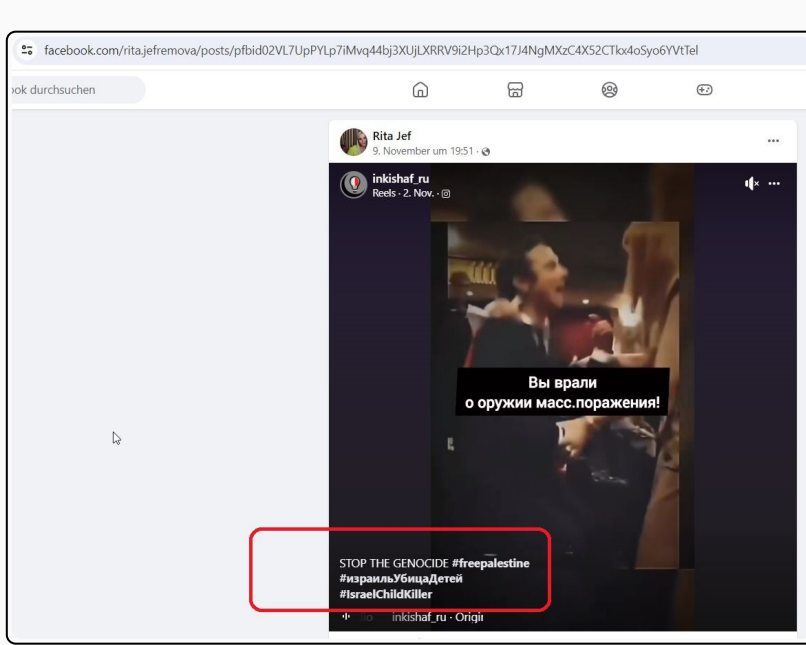 facebook.com/rita.jefremova/posts/pfbid02VL7UpPYLp7iMvq44bj3XUjLXRRV9i2Hp3Qx17J4NgMXzC4X52CTkx4oSyo6YVtTel
ook durchsuchen
Rita Jef
9. November um 19:51 ·
inkishaf_ru
Reels · 2. Nov. ·
Вы врали
о оружии масс.поражения!
STOP THE GENOCIDE #freepalestine
#израильУбицаДетей
#IsraelChildKiller
inkishaf_ru · Origi